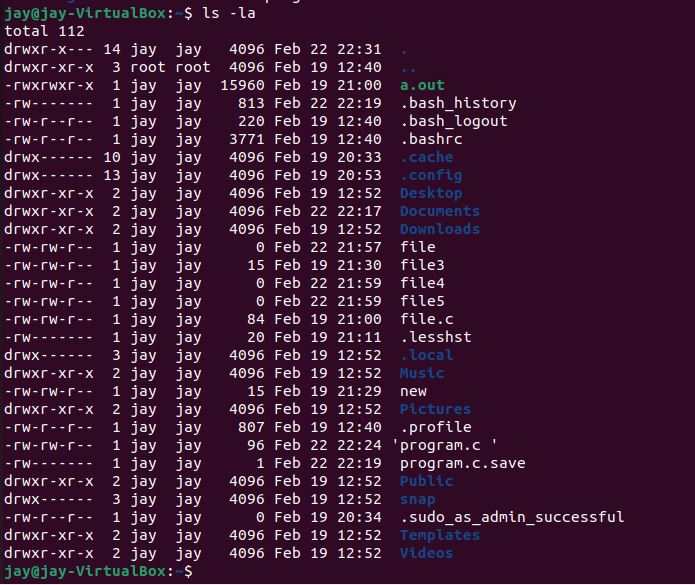 jay@jay-VirtualBox:~$ ls -la
total 112
drwxr-x--- 14 jay  jay   4096 Feb 22 22:31 .
drwxr-xr-x  3 root root  4096 Feb 19 12:40 ..
-rwxrwxr-x  1 jay  jay  15960 Feb 19 21:00 a.out
-rw-------  1 jay  jay    813 Feb 22 22:19 .bash_history
-rw-r--r--  1 jay  jay    220 Feb 19 12:40 .bash_logout
-rw-r--r--  1 jay  jay   3771 Feb 19 12:40 .bashrc
drwx------ 10 jay  jay   4096 Feb 19 20:33 .cache
drwx------ 13 jay  jay   4096 Feb 19 20:53 .config
drwxr-xr-x  2 jay  jay   4096 Feb 19 12:52 Desktop
drwxr-xr-x  2 jay  jay   4096 Feb 22 22:17 Documents
drwxr-xr-x  2 jay  jay   4096 Feb 19 12:52 Downloads
-rw-rw-r--  1 jay  jay      0 Feb 22 21:57 file
-rw-rw-r--  1 jay  jay     15 Feb 19 21:30 file3
-rw-rw-r--  1 jay  jay      0 Feb 22 21:59 file4
-rw-rw-r--  1 jay  jay      0 Feb 22 21:59 file5
-rw-rw-r--  1 jay  jay     84 Feb 19 21:00 file.c
-rw-------  1 jay  jay     20 Feb 19 21:11 .lesshst
drwx------  3 jay  jay   4096 Feb 19 12:52 .local
drwxr-xr-x  2 jay  jay   4096 Feb 19 12:52 Music
-rw-rw-r--  1 jay  jay     15 Feb 19 21:29 new
drwxr-xr-x  2 jay  jay   4096 Feb 19 12:52 Pictures
-rw-r--r--  1 jay  jay    807 Feb 19 12:40 .profile
-rw-rw-r--  1 jay  jay     96 Feb 22 22:24 'program.c '
-rw-------  1 jay  jay      1 Feb 22 22:19 program.c.save
drwxr-xr-x  2 jay  jay   4096 Feb 19 12:52 Public
drwx------  3 jay  jay   4096 Feb 19 12:52 snap
-rw-r--r--  1 jay  jay      0 Feb 19 20:34 .sudo_as_admin_successful
drwxr-xr-x  2 jay  jay   4096 Feb 19 12:52 Templates
drwxr-xr-x  2 jay  jay   4096 Feb 19 12:52 Videos
jay@jay-VirtualBox:~$